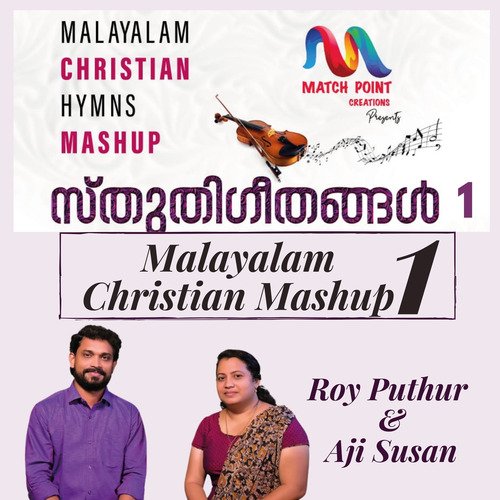 MALAYALAM
CHRISTIAN
HYMNS
MASHUP
MATCH POINT
CREATIONS
Presents
സ്തുതിഗീതങ്ങൾ 1
Malayalam
Christian Mashup 1
Roy Puthur
&
Aji Susan